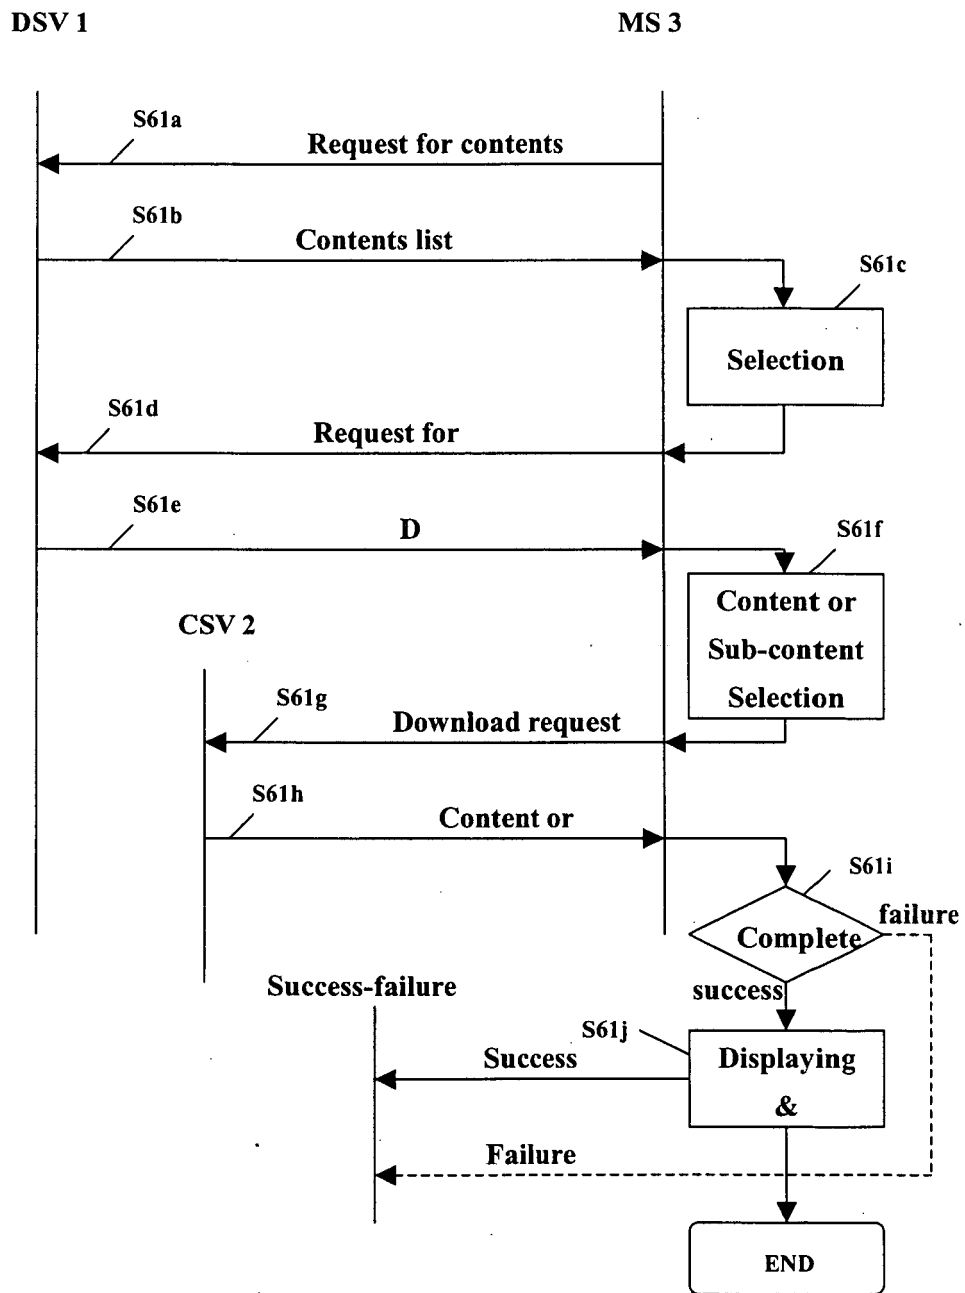 DSV 1
MS 3
S61a
Request for contents
S61b
Contents list
S61c
Selection
S61d
Request for
S61e
D
S61f
Content or
Sub-content
Selection
CSV 2
S61g
Download request
S61h
Content or
S61i
failure
Complete
Success-failure
success
S61j
Displaying
&
Success
Failure
END